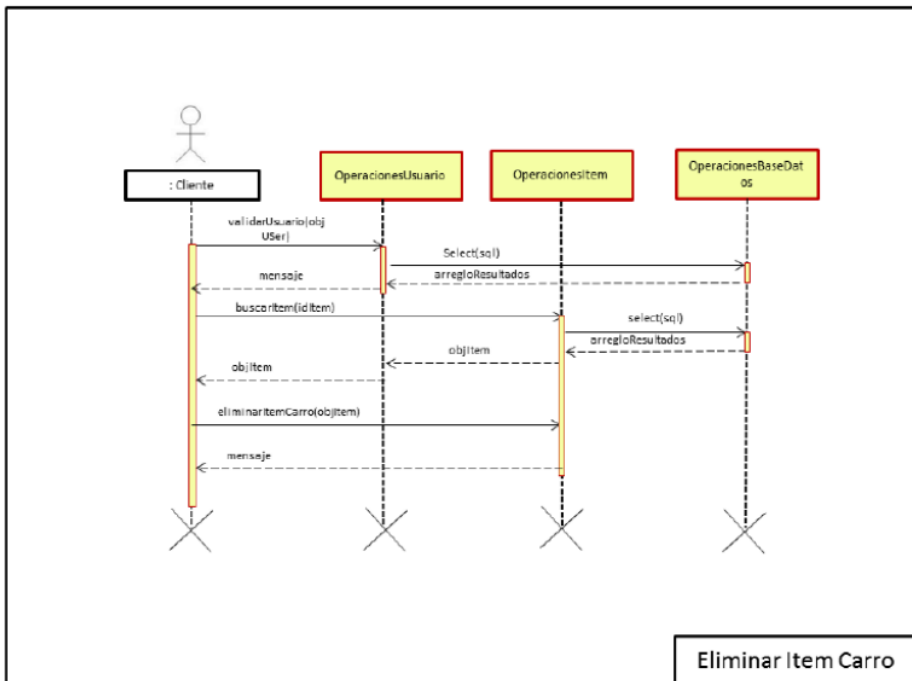 : Cliente
OperacionesUsuario
OperacionesItem
OperacionesBaseDat
os
validarUsuario(obj
USer)
Select(sql)
arregloResultados
mensaje
buscarItem(idItem)
select(sql)
arregloResultados
objItem
objItem
eliminarItemCarro(objItem)
mensaje
Eliminar Item Carro